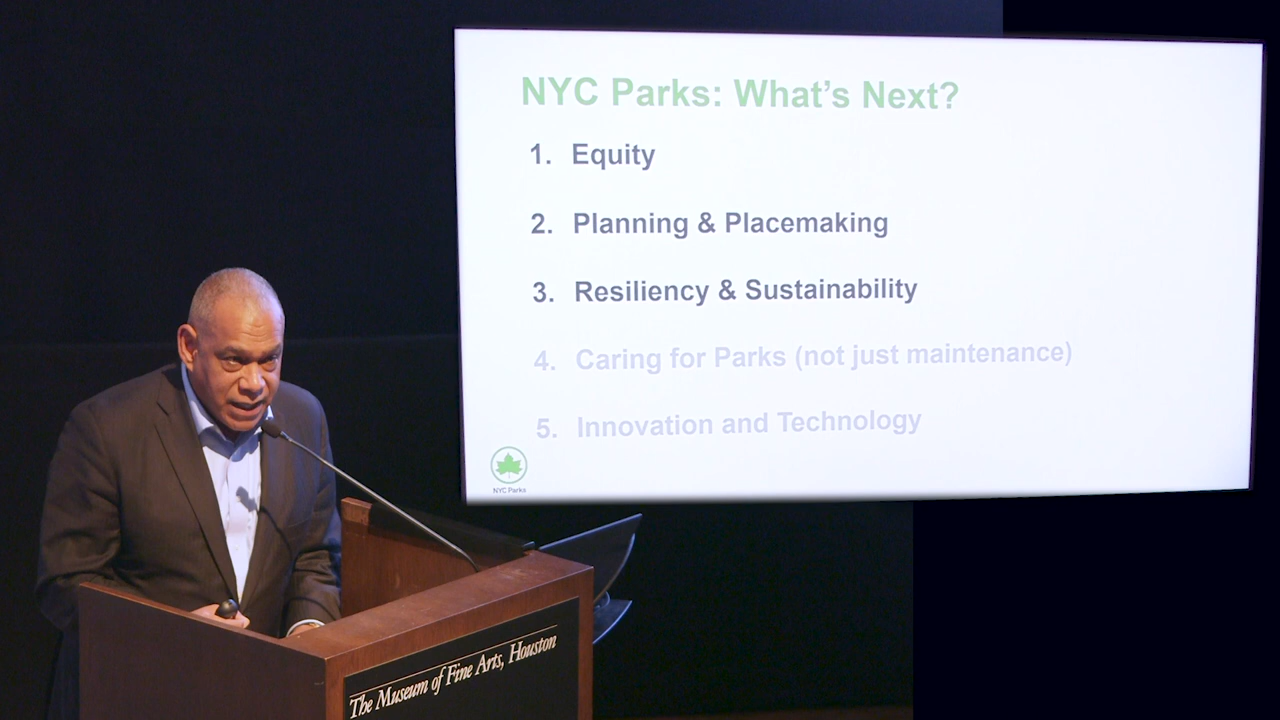 NYC Parks: What's Next?
1. Equity
2. Planning & Placemaking
3. Resiliency & Sustainability
4. Caring for Parks (not just maintenance)
5. Innovation and Technology
NYC Parks
The Museum of Fine Arts, Houston